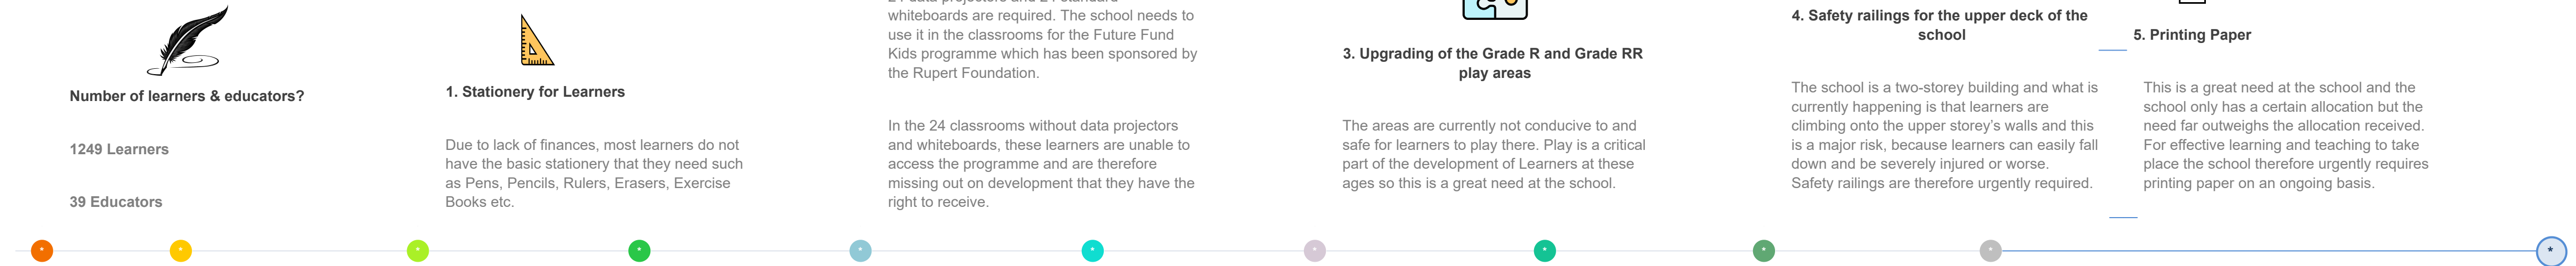 Number of learners & educators?
1249 Learners
39 Educators
1. Stationery for Learners
Due to lack of finances, most learners do not
have the basic stationery that they need such
as Pens, Pencils, Rulers, Erasers, Exercise
Books etc.
24 data projectors and 24 standard
whiteboards are required. The school needs to
use it in the classrooms for the Future Fund
Kids programme which has been sponsored by
the Rupert Foundation.
In the 24 classrooms without data projectors
and whiteboards, these learners are unable to
access the programme and are therefore
missing out on development that they have the
right to receive.
3. Upgrading of the Grade R and Grade RR
play areas
The areas are currently not conducive to and
safe for learners to play there. Play is a critical
part of the development of Learners at these
ages so this is a great need at the school.
4. Safety railings for the upper deck of the
school
The school is a two-storey building and what is
currently happening is that learners are
climbing onto the upper storey’s walls and this
is a major risk, because learners can easily fall
down and be severely injured or worse.
Safety railings are therefore urgently required.
5. Printing Paper
This is a great need at the school and the
school only has a certain allocation but the
need far outweighs the allocation received.
For effective learning and teaching to take
place the school therefore urgently requires
printing paper on an ongoing basis.
* * * * * * * * * * *